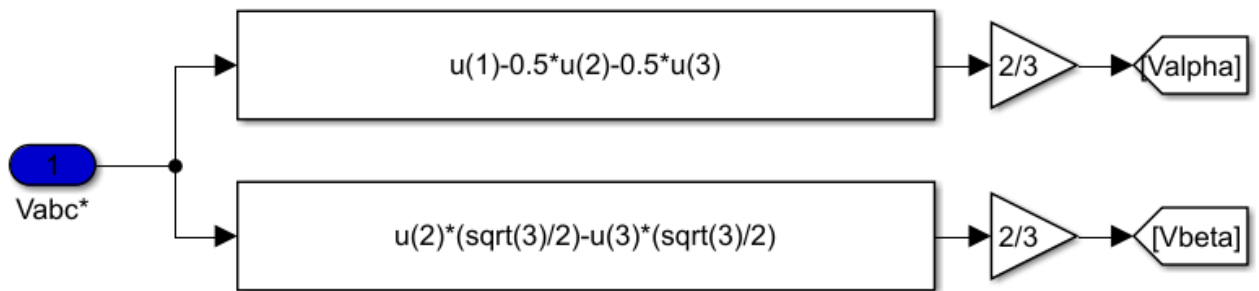 u(1)-0.5*u(2)-0.5*u(3)
2/3
[Valpha]
1
Vabc*
u(2)*(sqrt(3)/2)-u(3)*(sqrt(3)/2)
2/3
[Vbeta]